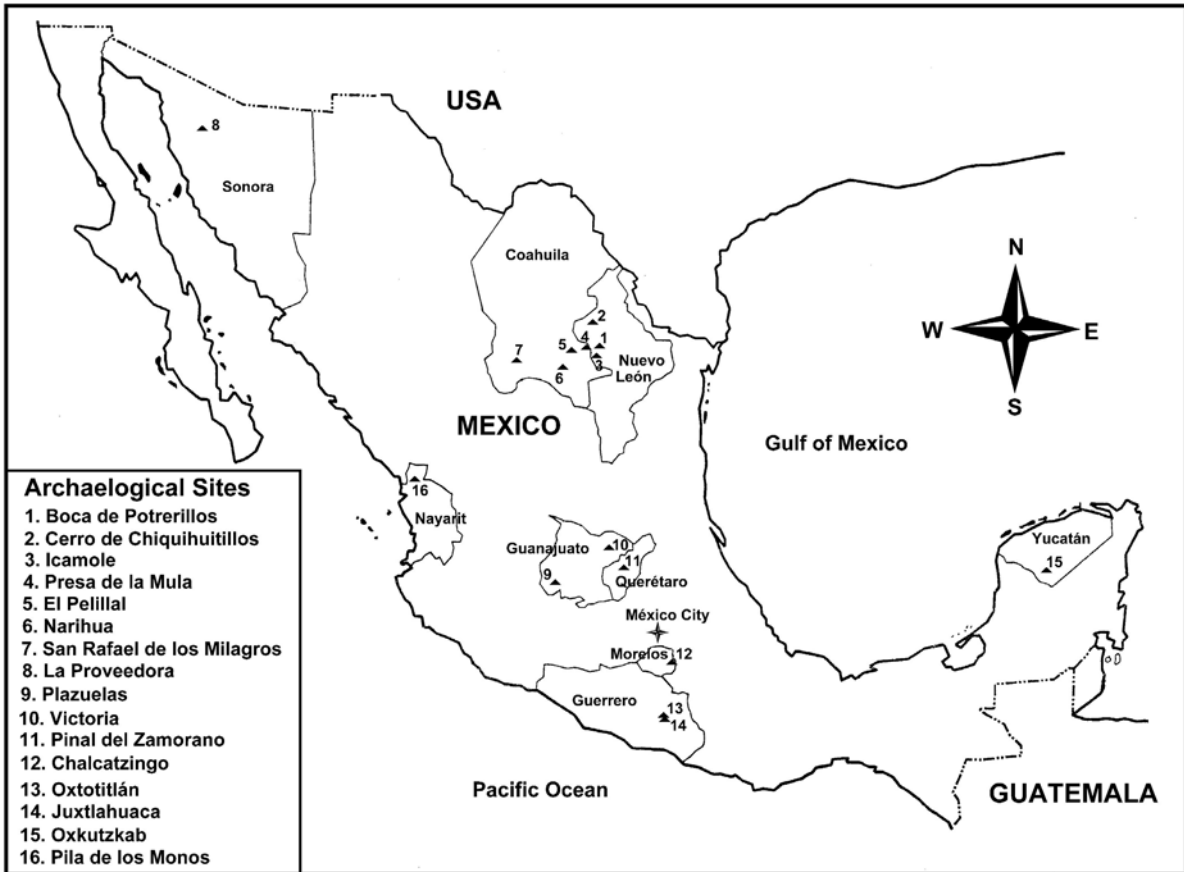 USA
8
Sonora
Coahuila
N
2
W
E
4
1
5
7
3
Nuevo
León
6
S
MEXICO
Gulf of Mexico
16
Nayarit
Guanajuato
10
Yucatán
11
15
9
Querétaro
México City
Morelos
12
Guerrero
13
14
Pacific Ocean
GUATEMALA
Archaelogical Sites
1. Boca de Potrerillos
2. Cerro de Chiquihuitillos
3. Icamole
4. Presa de la Mula
5. El Pelillal
6. Narihua
7. San Rafael de los Milagros
8. La Proveedora
9. Plazuelas
10. Victoria
11. Pinal del Zamorano
12. Chalcatzingo
13. Oxtotitlán
14. Juxtlahuaca
15. Oxkutzkab
16. Pila de los Monos